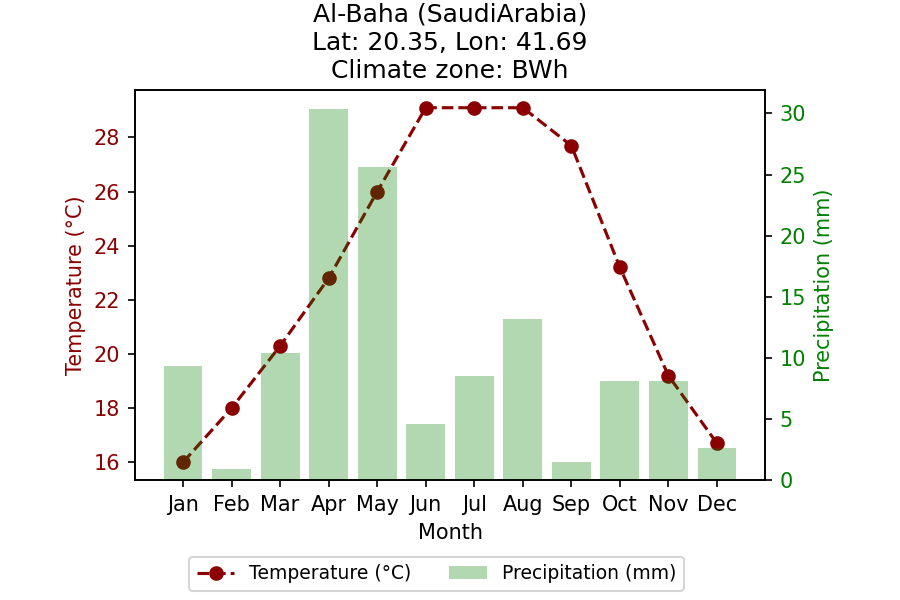 Al-Baha (SaudiArabia)
Lat: 20.35, Lon: 41.69
Climate zone: BWh
Temperature (°C)
28
26
24
22
20
18
16
30
25
20
15
10
5
0
Precipitation (mm)
Jan Feb Mar Apr May Jun Jul Aug Sep Oct Nov Dec
Month
Temperature (°C) Precipitation (mm)